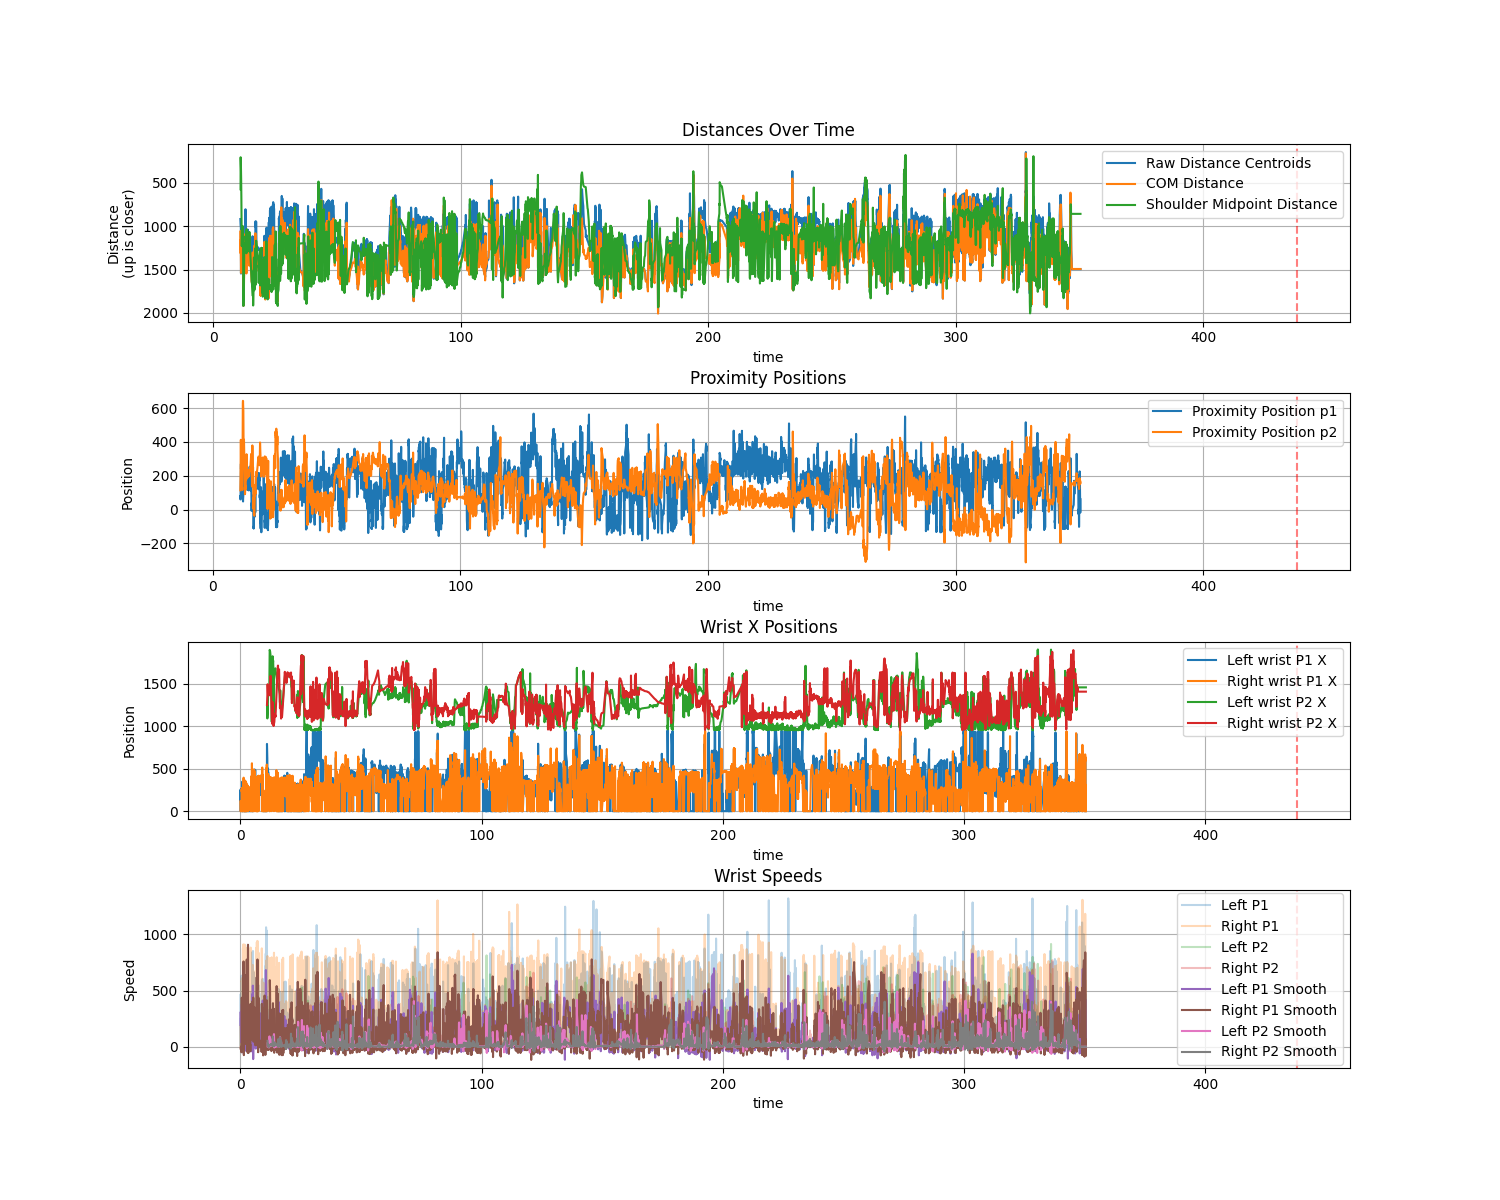 Distances Over Time
Distance
(up is closer)
500
1000
1500
2000
Raw Distance Centroids
COM Distance
Shoulder Midpoint Distance
0 100 200 300 400
time
Proximity Positions
Position
600
400
200
0
−200
Proximity Position p1
Proximity Position p2
0 100 200 300 400
time
Wrist X Positions
Position
1500
1000
500
0
Left wrist P1 X
Right wrist P1 X
Left wrist P2 X
Right wrist P2 X
0 100 200 300 400
time
Wrist Speeds
Speed
1000
500
0
Left P1
Right P1
Left P2
Right P2
Left P1 Smooth
Right P1 Smooth
Left P2 Smooth
Right P2 Smooth
0 100 200 300 400
time